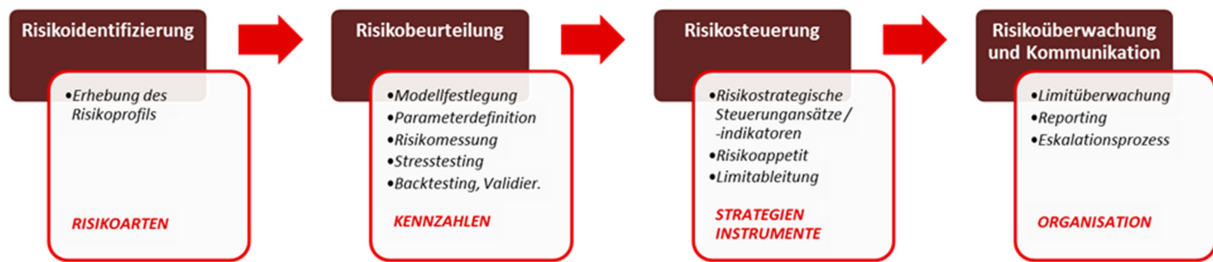 Risikoidentifizierung
•Erhebung des
Risikoprofils
RISIKOARTEN
Risikobeurteilung
•Modellfestlegung
•Parameterdefinition
•Risikomessung
•Stresstesting
•Backtesting, Validier.
KENNZAHLEN
Risikosteuerung
•Risikostrategische
Steuerungansätze /
-indikatoren
•Risikoappetit
•Limitableitung
STRATEGIEN
INSTRUMENTE
Risikoüberwachung
und Kommunikation
•Limitüberwachung
•Reporting
•Eskalationsprozess
ORGANISATION